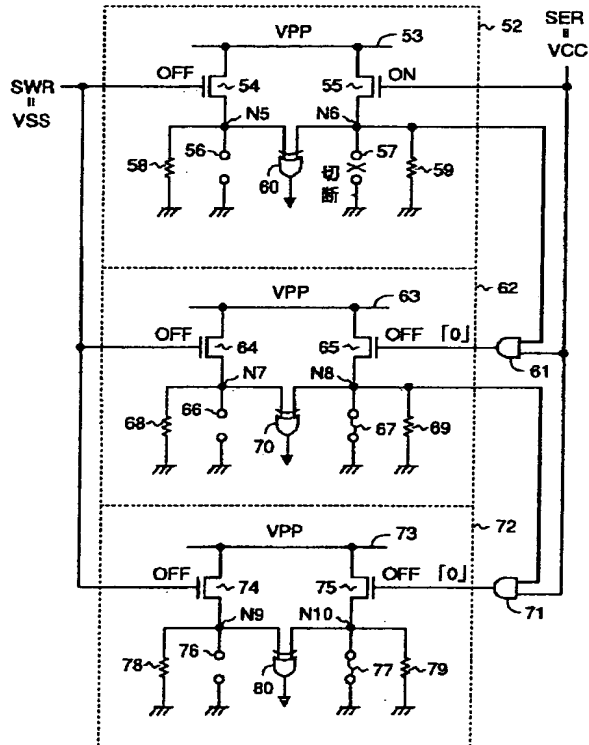 SER
=
VCC
52
VPP
53
OFF
54
55
ON
SWR
=
VSS
N5
N6
56
57
58
59
60
切
断
62
VPP
63
OFF
64
65
OFF
「0」
61
N7
N8
66
67
68
69
70
72
VPP
73
OFF
74
75
OFF
「0」
71
N9
N10
76
77
78
79
80